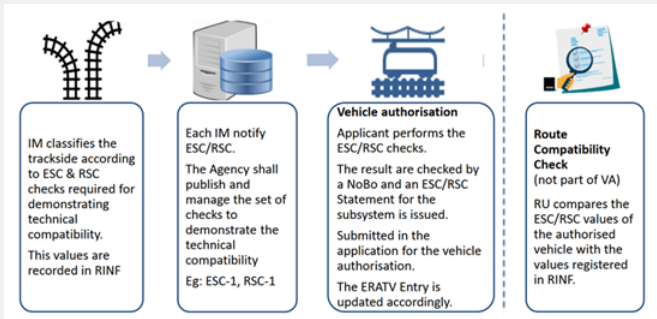 IM classifies the
trackside according
to ESC & RSC
checks required for
demonstrating
technical
compatibility.
This values are
recorded in RINF
Each IM notify
ESC/RSC.
The Agency shall
publish and
manage the set of
checks to
demonstrate the
technical
compatibility
Eg: ESC-1, RSC-1
Vehicle authorisation
Applicant performs the
ESC/RSC checks.
The result are checked by
a NoBo and an ESC/RSC
Statement for the
subsystem is issued.
Submitted in the
application for the vehicle
authorisation.
The ERATV Entry is
updated accordingly.
Route
Compatibility
Check
(not part of VA)
RU compares the
ESC/RSC values of
the authorised
vehicle with the
values registered
in RINF.